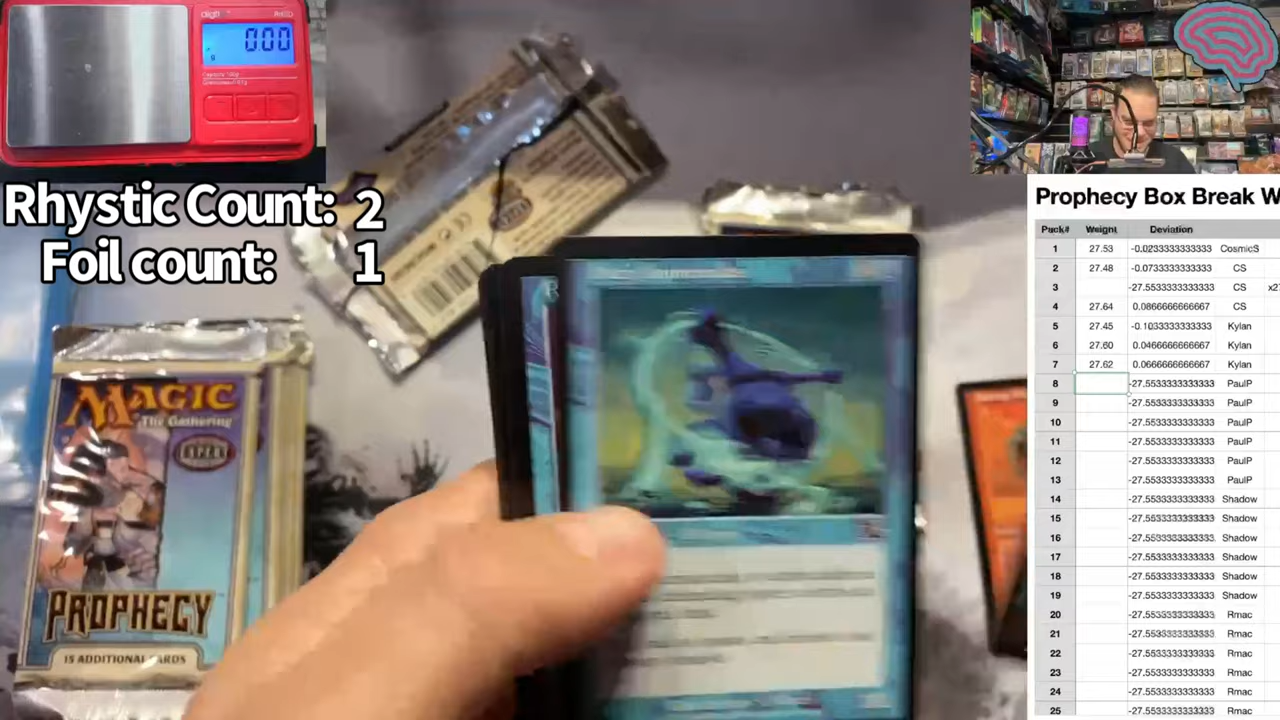 0.00
Rhystic Count: 2
Foil count: 1
MAGIC
The Gathering
EXPERT
PROPHECY
15 ADDITIONAL CARDS
Prophecy Box Break W
Pack# Weight Deviation
1 27.53 -0.0233333333333 CosmicS
2 27.48 -0.0733333333333 CS
3 -27.5533333333333 CS x2
4 27.64 0.0866666666667 CS
5 27.45 -0.1033333333333 Kylan
6 27.60 0.0466666666667 Kylan
7 27.62 0.0666666666667 Kylan
8 -27.5533333333333 PaulP
9 -27.5533333333333 PaulP
10 -27.5533333333333 PaulP
11 -27.5533333333333 PaulP
12 -27.5533333333333 PaulP
13 -27.5533333333333 PaulP
14 -27.5533333333333 Shadow
15 -27.5533333333333 Shadow
16 -27.5533333333333 Shadow
17 -27.5533333333333 Shadow
18 -27.5533333333333 Shadow
19 -27.5533333333333 Shadow
20 -27.5533333333333 Rmac
21 -27.5533333333333 Rmac
22 -27.5533333333333 Rmac
23 -27.5533333333333 Rmac
24 -27.5533333333333 Rmac
25 -27.5533333333333 Rmac